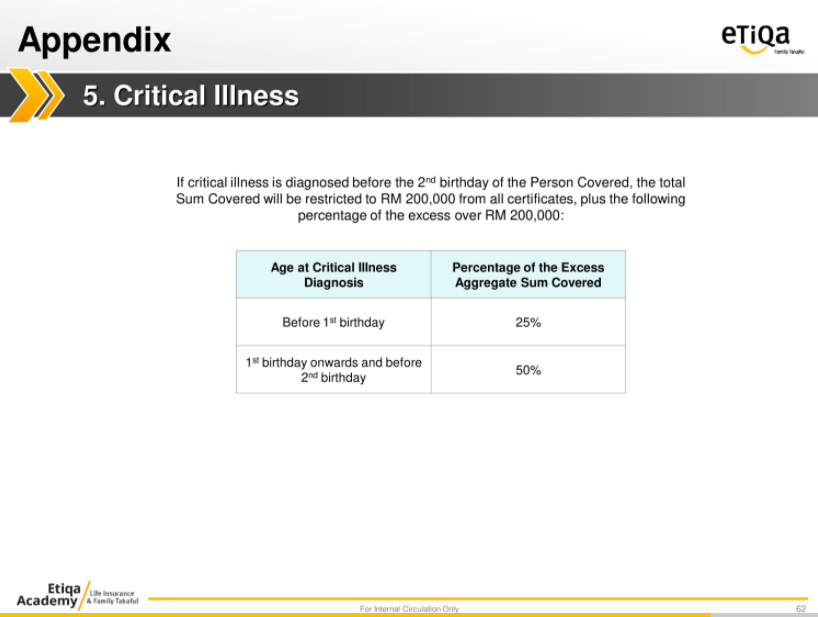 Appendix
eTiQa
Family Takaful
5. Critical Illness
If critical illness is diagnosed before the 2nd birthday of the Person Covered, the total
Sum Covered will be restricted to RM 200,000 from all certificates, plus the following
percentage of the excess over RM 200,000:
Age at Critical Illness
Diagnosis
Percentage of the Excess
Aggregate Sum Covered
Before 1st birthday
25%
1st birthday onwards and before
2nd birthday
50%
Etiqa
Academy
Life Insurance
& Family Takaful
For Internal Circulation Only
62